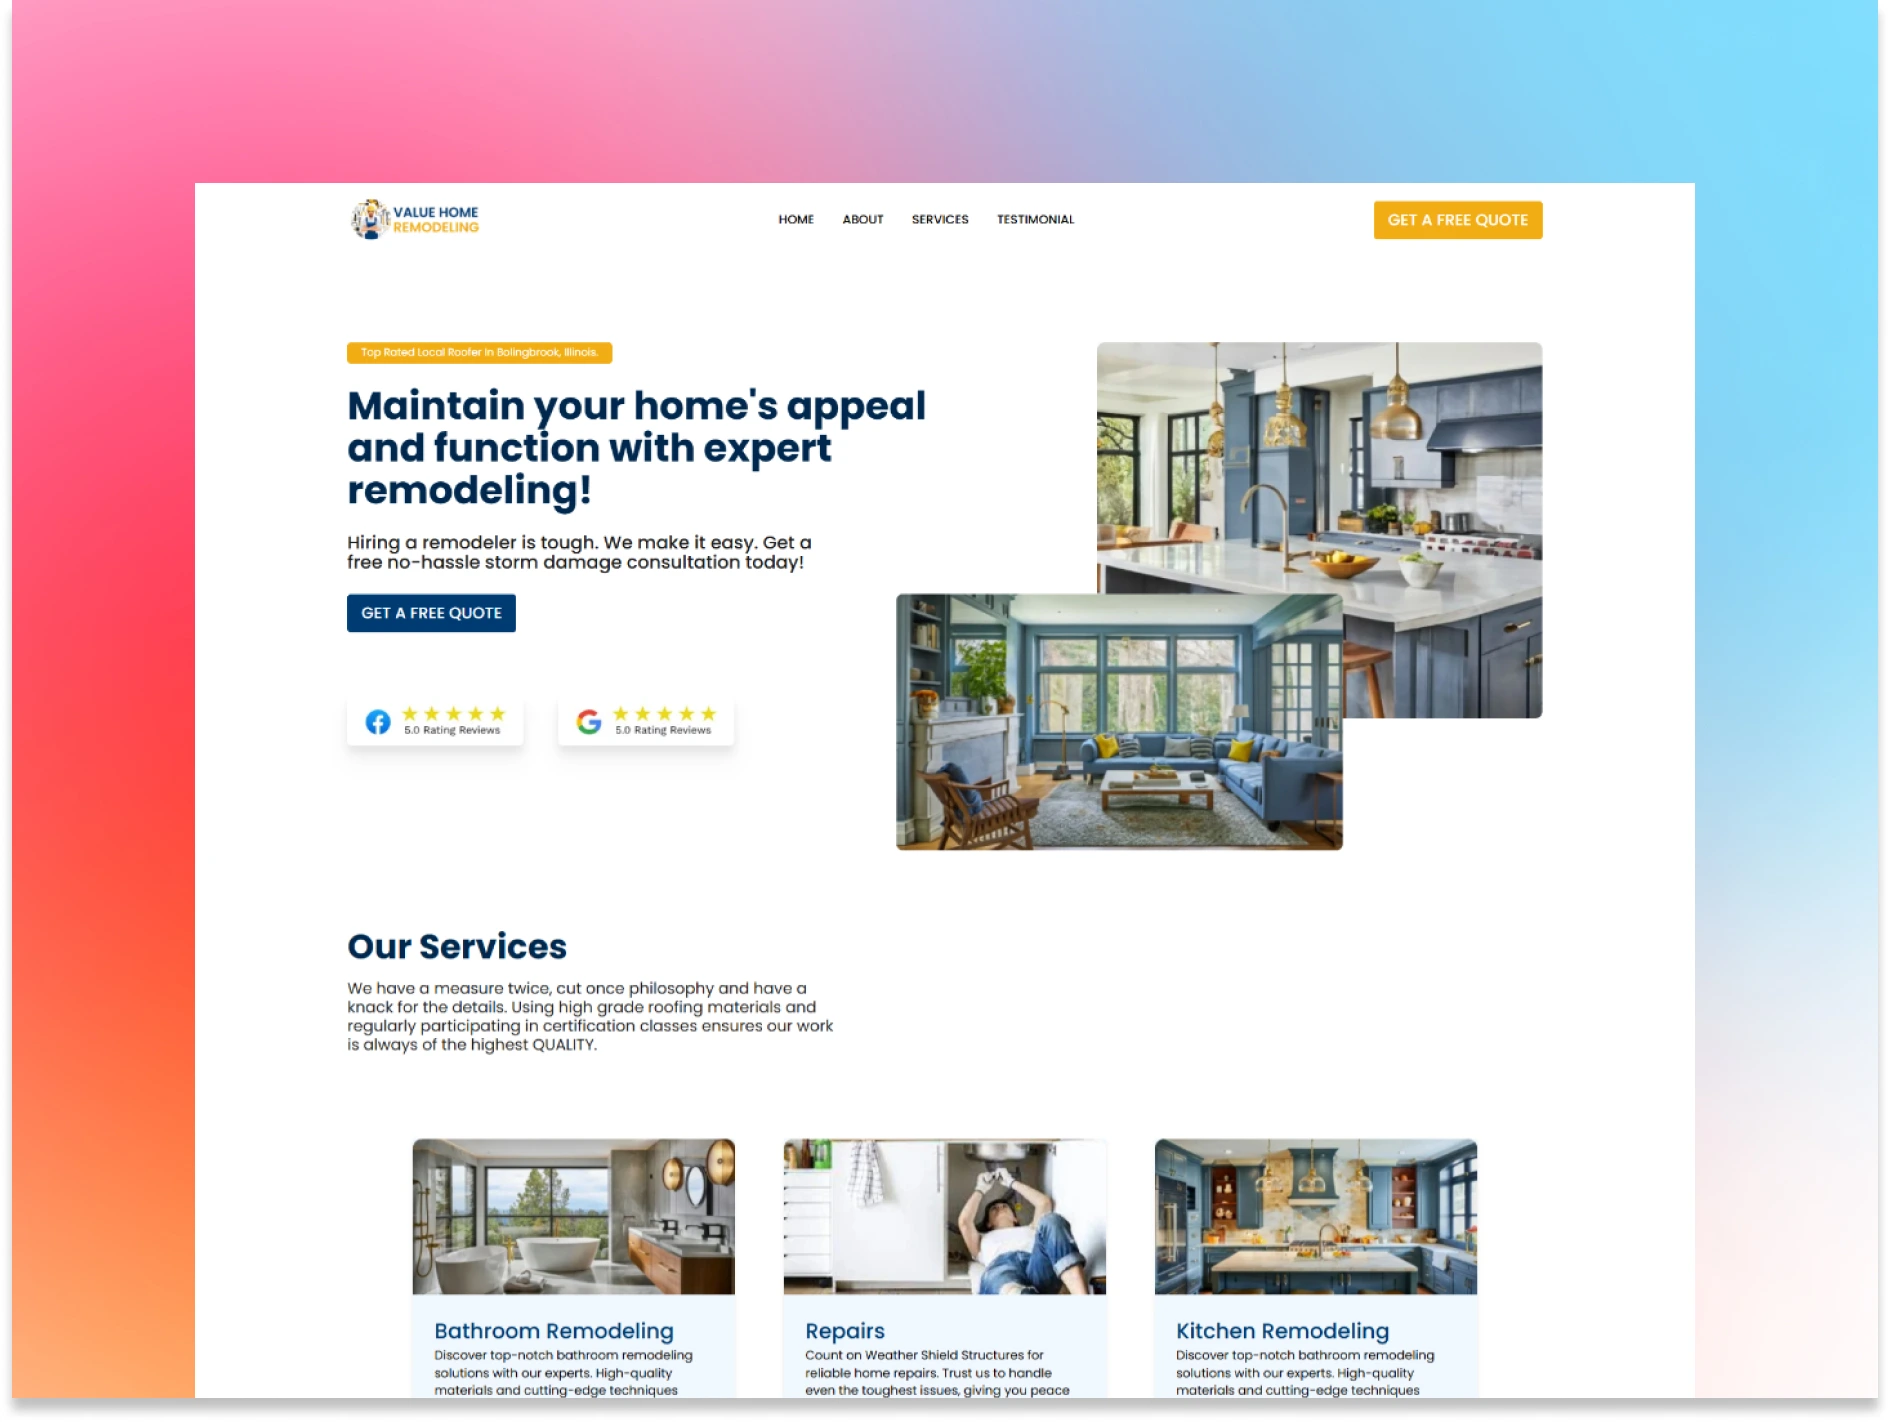 VALUE HOME
REMODELING
HOME ABOUT SERVICES TESTIMONIAL
GET A FREE QUOTE
Top Rated Local Roofer In Bolingbrook, Illinois.
Maintain your home's appeal
and function with expert
remodeling!
Hiring a remodeler is tough. We make it easy. Get a
free no-hassle storm damage consultation today!
GET A FREE QUOTE
5.0 Rating Reviews
5.0 Rating Reviews
Our Services
We have a measure twice, cut once philosophy and have a
knack for the details. Using high grade roofing materials and
regularly participating in certification classes ensures our work
is always of the highest QUALITY.
Bathroom Remodeling
Discover top-notch bathroom remodeling
solutions with our experts. High-quality
materials and cutting-edge techniques
Repairs
Count on Weather Shield Structures for
reliable home repairs. Trust us to handle
even the toughest issues, giving you peace
Kitchen Remodeling
Discover top-notch bathroom remodeling
solutions with our experts. High-quality
materials and cutting-edge techniques